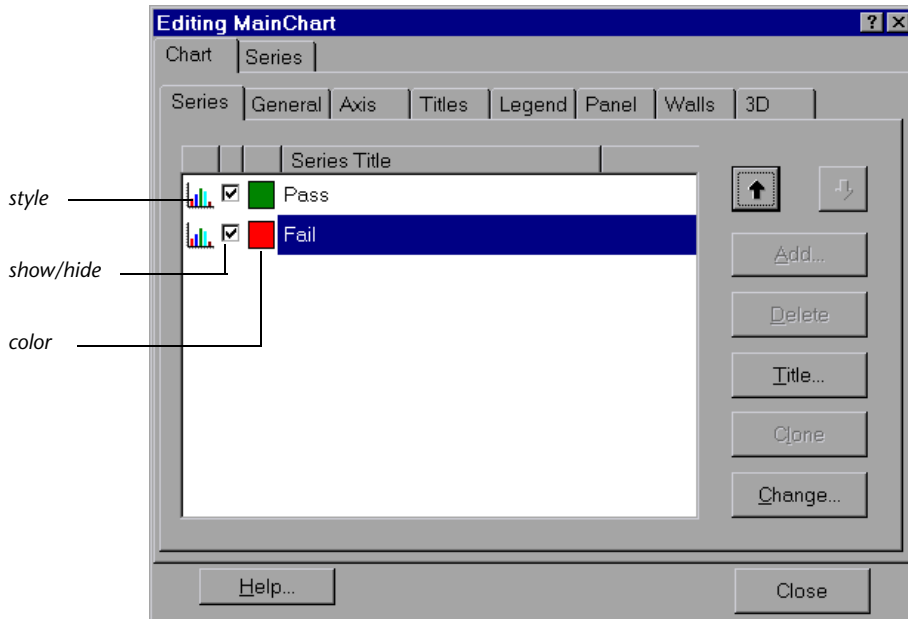 Editing MainChart
Chart Series
Series General Axis Titles Legend Panel Walls 3D
Series Title
style
Pass
Fail
show/hide
Add...
Delete
color
Title...
Clone
Change...
Help...
Close